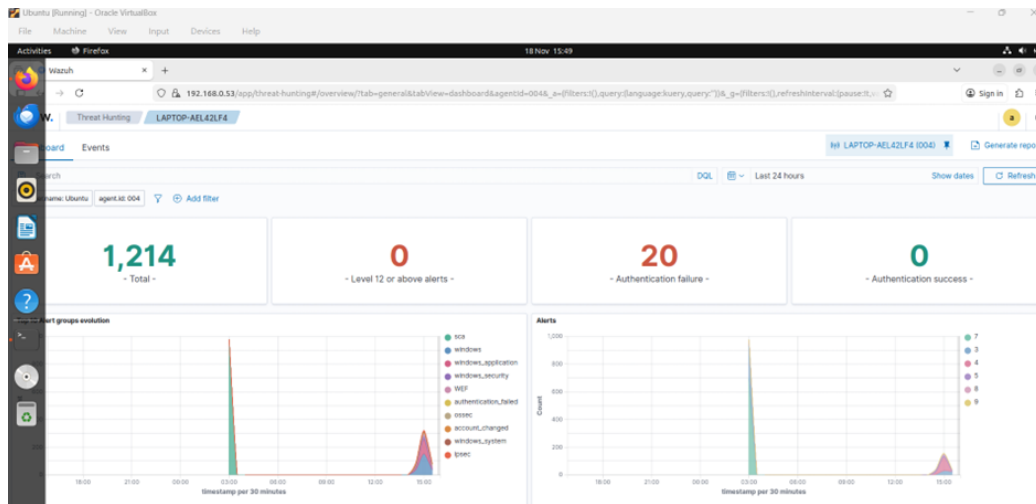 Ubuntu [Running] - Oracle VirtualBox
File Machine View Input Devices Help
Activities Firefox 18 Nov 15:49
Wazuh
192.168.0.53/app/threat-hunting#/overview/?tab=general&tabView=dashboard&agentId=004&_a=(filters:!(),query:(language:kuery,query:''))&_g=(filters:!(),refreshInterval:(pause:!t,v
Sign in
W. Threat Hunting LAPTOP-AEL42LF4 a
oard Events LAPTOP-AEL42LF4 (004) Generate repo
earch DQL Last 24 hours Show dates Refresh
name: Ubuntu agent.id: 004 Add filter
1,214
- Total -
0
- Level 12 or above alerts -
20
- Authentication failure -
0
- Authentication success -
Alert groups evolution
sca
windows
windows_application
windows_security
WEF
authentication_failed
ossec
account_changed
windows_system
18:00 21:00 00:00 03:00 06:00 09:00 12:00 15:00
timestamp per 30 minutes
Alerts
Count
1,000
800
600
400
200
0
7
3
4
5
8
9
18:00 21:00 00:00 03:00 06:00 09:00 12:00 15:00
timestamp per 30 minutes